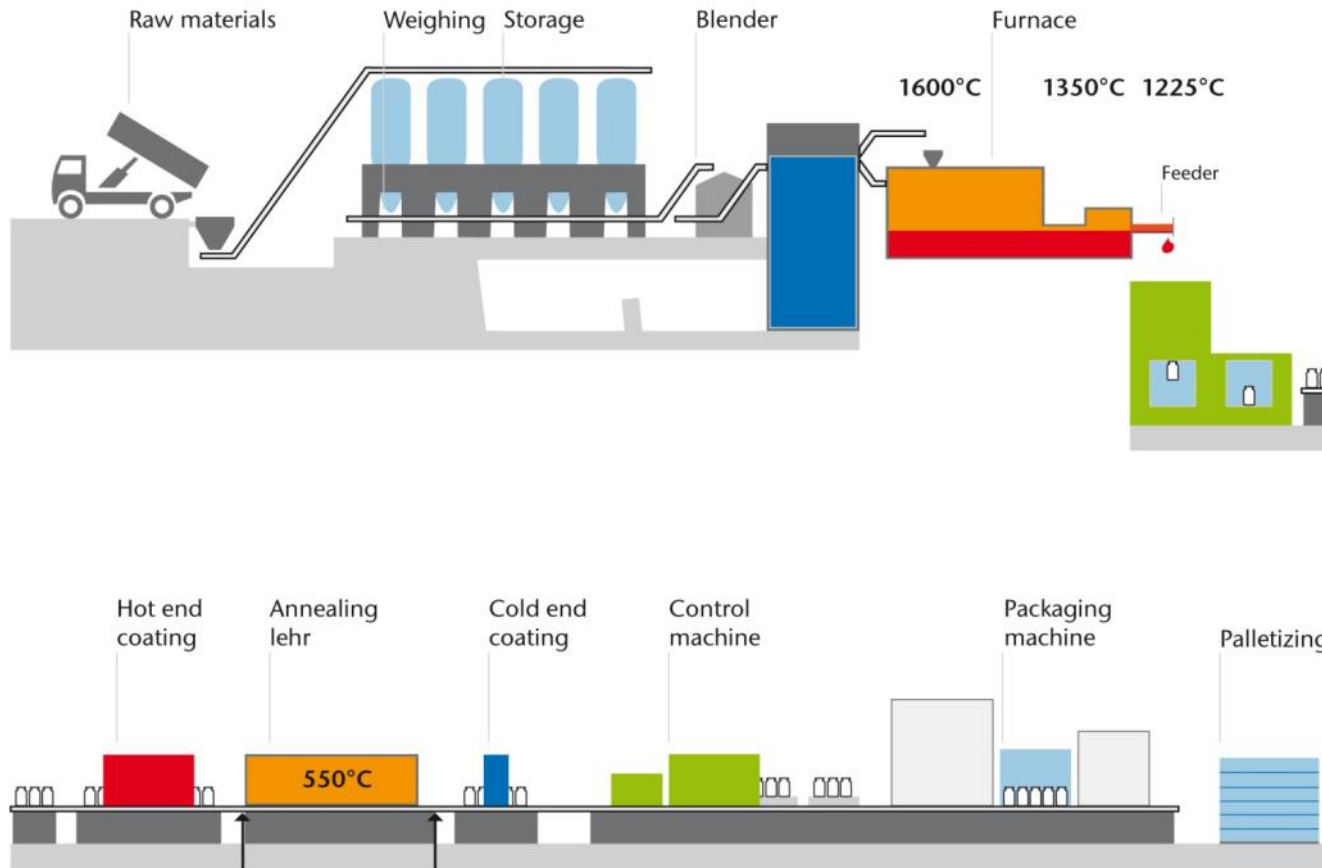 Raw materials
Weighing
Storage
Blender
Furnace
1600°C
1350°C
1225°C
Feeder
Hot end
coating
Annealing
lehr
Cold end
coating
Control
machine
Packaging
machine
Palletizing
550°C